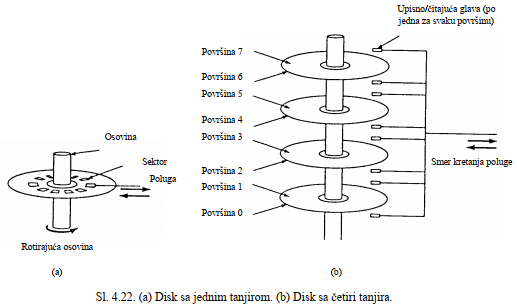 Upisno/čitajuća glava (po
jedna za svaku površinu)
Površina 7
Površina 6
Površina 5
Površina 4
Površina 3
Površina 2
Površina 1
Površina 0
Smer kretanja poluge
Osovina
Sektor
Poluga
Rotirajuća osovina
(a)
(b)
Sl. 4.22. (a) Disk sa jednim tanjirom. (b) Disk sa četiri tanjira.